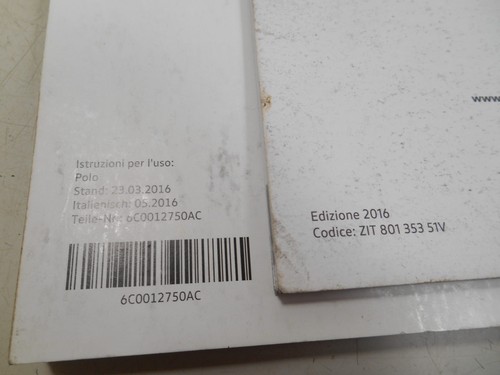 Istruzioni per l'uso:
Polo
Stand: 23.03.2016
Italienisch: 05.2016
Teile-Nr.: 6C0012750AC
6C0012750AC
www.
Edizione 2016
Codice: ZIT 801 353 51V